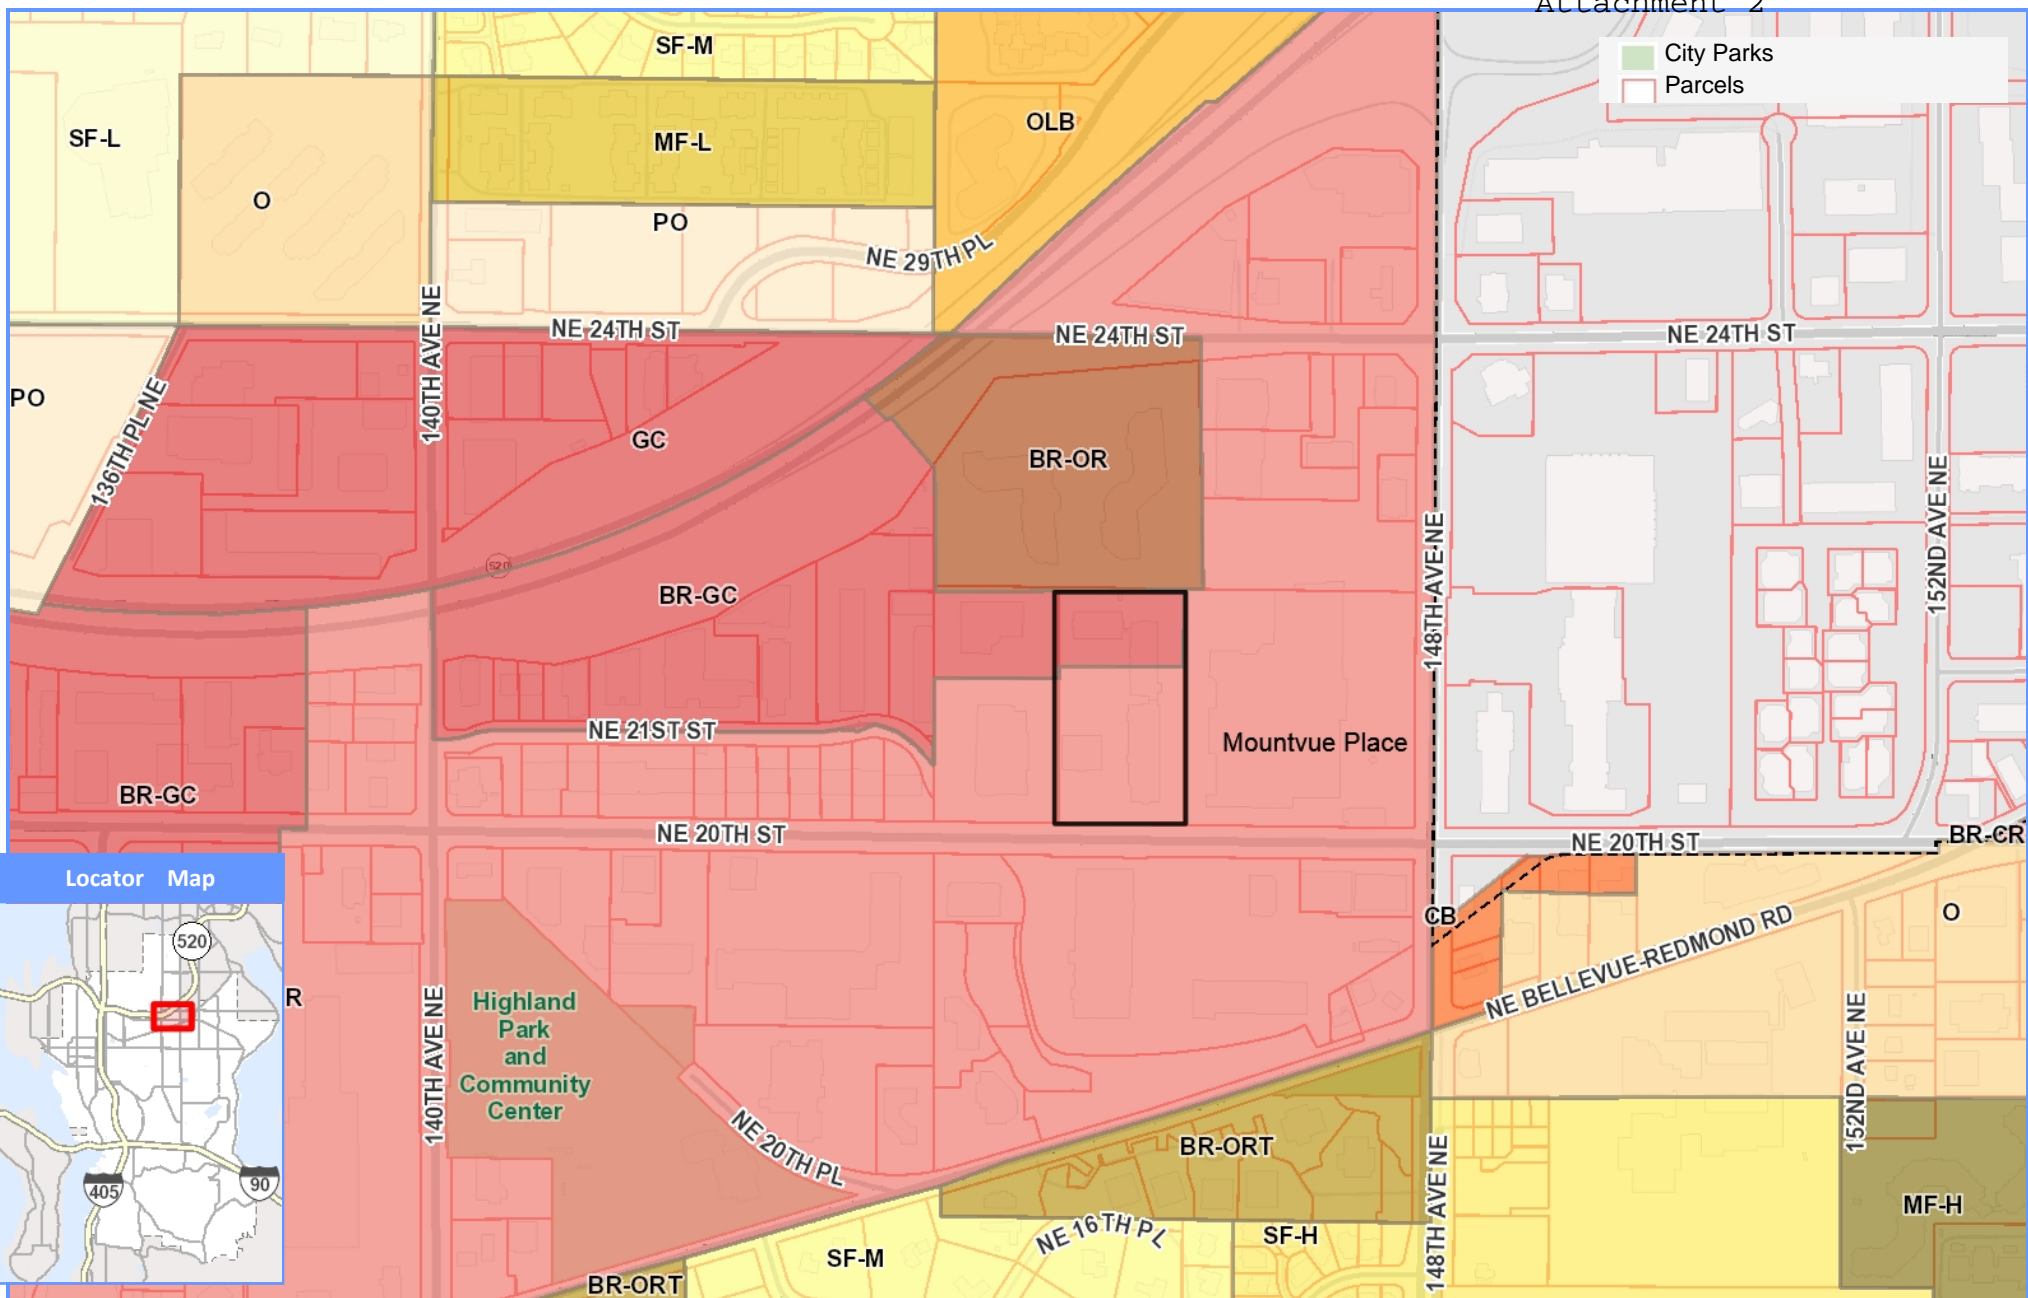 Attachment 2
City Parks
Parcels
SF-M
SF-L
O
MF-L
OLB
PO
NE 29TH PL
NE 24TH ST
NE 24TH ST
NE 24TH ST
140TH AVE NE
PO
136TH PL NE
GC
BR-OR
520
BR-GC
148TH AVE NE
152ND AVE NE
NE 21ST ST
Mountvue Place
BR-GC
NE 20TH ST
NE 20TH ST
BR-CR
Locator Map
520
405
90
R
CB
O
NE BELLEVUE-REDMOND RD
Highland
Park
and
Community
Center
140TH AVE NE
152ND AVE NE
NE 20TH PL
BR-ORT
148TH AVE NE
MF-H
NE 16TH PL
SF-H
SF-M
BR-ORT